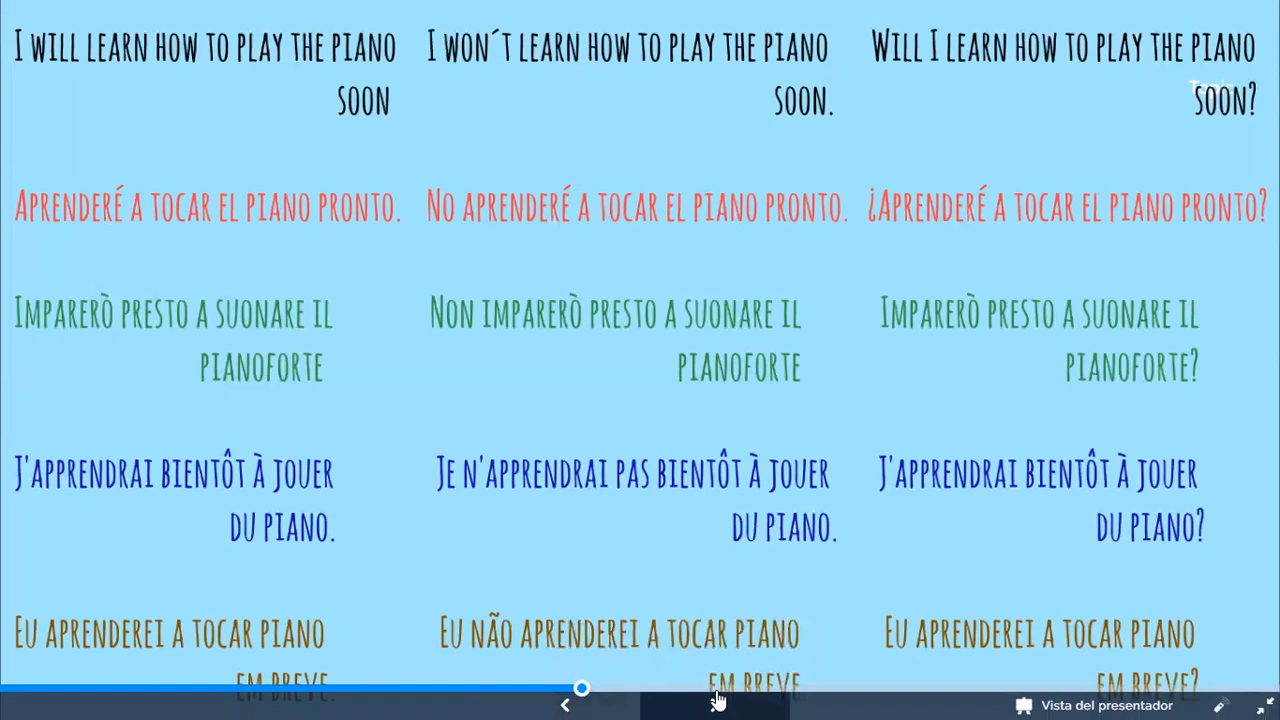 I will learn how to play the piano
soon
I won´t learn how to play the piano
soon.
Will I learn how to play the piano
soon?
Aprenderé a tocar el piano pronto.
No aprenderé a tocar el piano pronto.
¿Aprenderé a tocar el piano pronto?
Imparerò presto a suonare il
pianoforte
Non imparerò presto a suonare il
pianoforte
Imparerò presto a suonare il
pianoforte?
J'apprendrai bientôt à jouer
du piano.
Je n'apprendrai pas bientôt à jouer
du piano.
J'apprendrai bientôt à jouer
du piano?
Eu aprenderei a tocar piano
em breve.
Eu não aprenderei a tocar piano
em breve
Eu aprenderei a tocar piano
em breve?
Vista del presentador